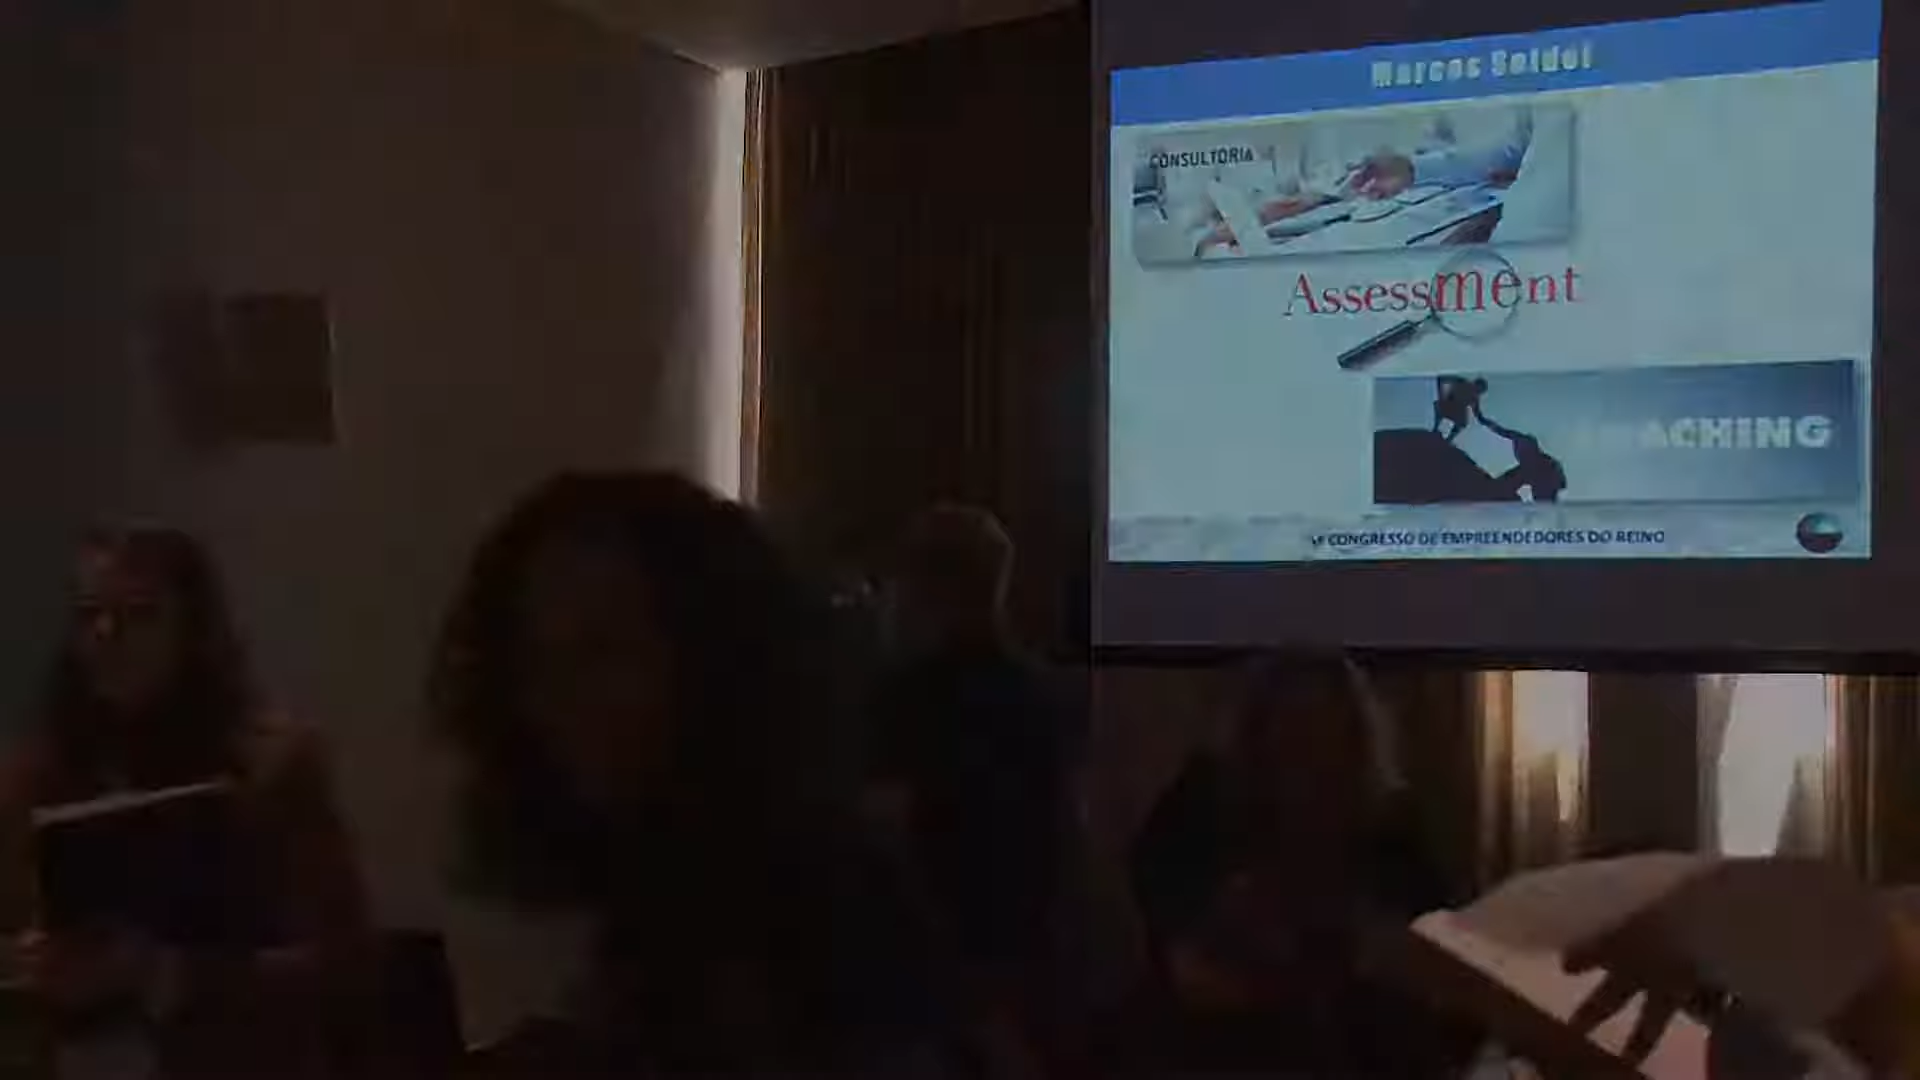 Marcos Seidel
CONSULTORIA
Assessment
ACHING
CONGRESSO DE EMPREENDEDORES DO REINO